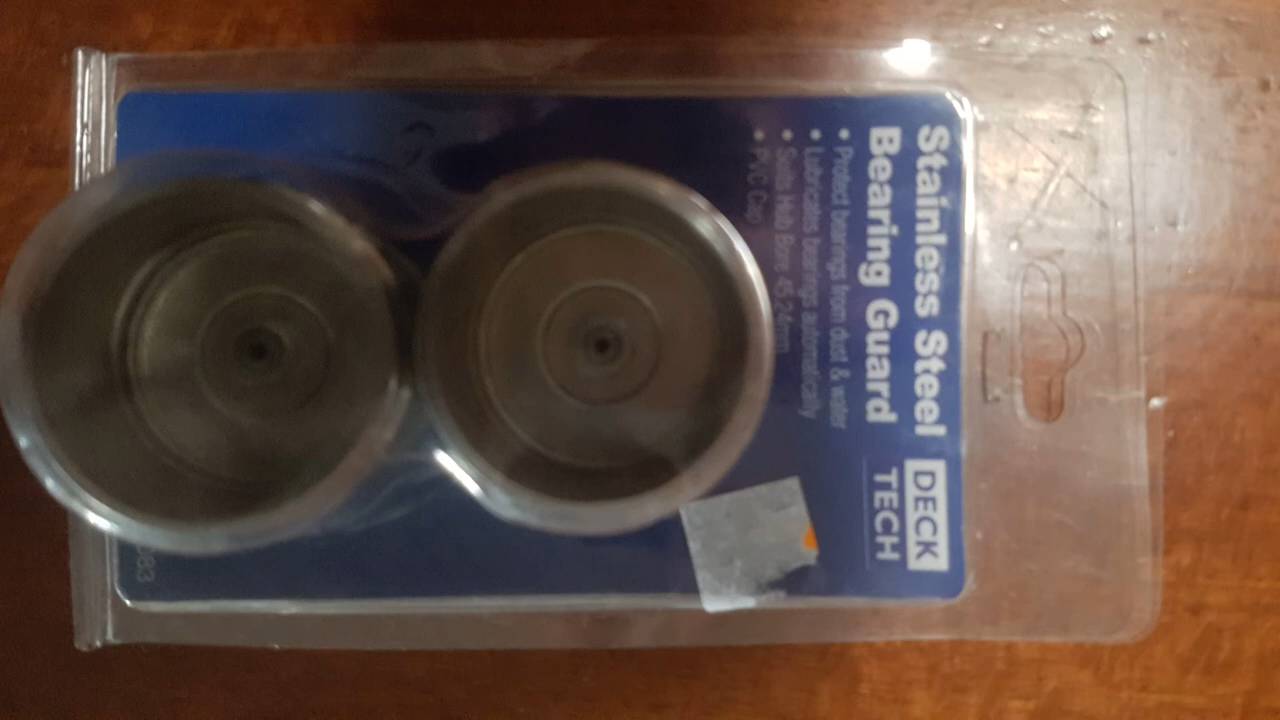 Stainless Steel
Bearing Guard
DECK
TECH
• Protect bearings from dust & water
• Lubricates bearings automatically
• Suits Hub Bore 45.24mm
• PVC Cap